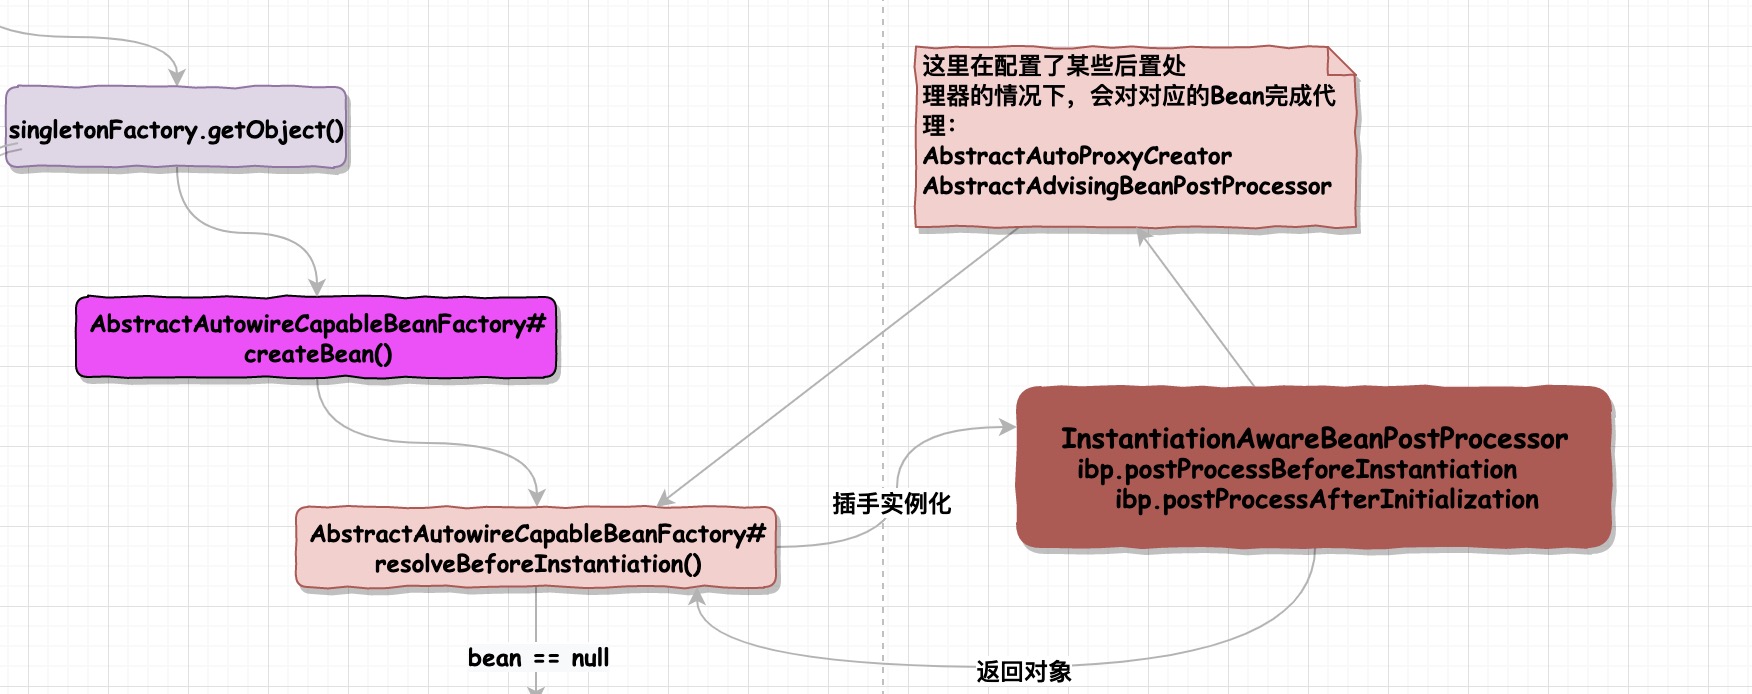 singletonFactory.getObject()
AbstractAutowireCapableBeanFactory#
createBean()
AbstractAutowireCapableBeanFactory#
resolveBeforeInstantiation()
bean == null
插手实例化
这里在配置了某些后置处
理器的情况下，会对对应的Bean完成代
理：
AbstractAutoProxyCreator
AbstractAdvisingBeanPostProcessor
InstantiationAwareBeanPostProcessor
ibp.postProcessBeforeInstantiation
ibp.postProcessAfterInitialization
返回对象